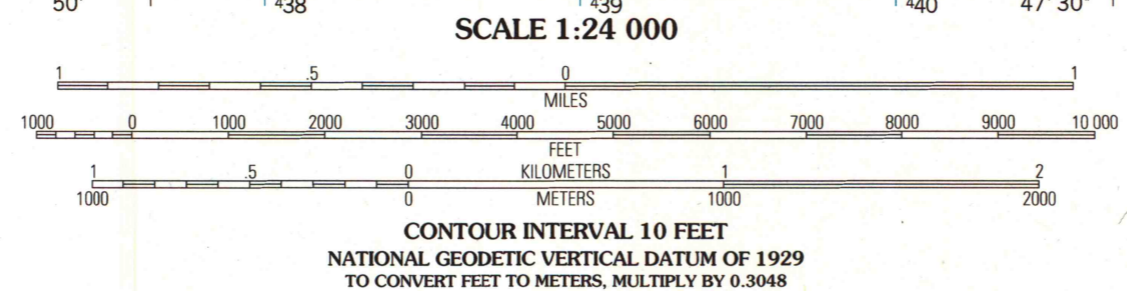 50' 438 439 440 47'30"
SCALE 1:24 000
1 .5 0 1
MILES
1000 0 1000 2000 3000 4000 5000 6000 7000 8000 9000 10 000
FEET
1 .5 0 KILOMETERS 1 2
1000 0 METERS 1000 2000
CONTOUR INTERVAL 10 FEET
NATIONAL GEODETIC VERTICAL DATUM OF 1929
TO CONVERT FEET TO METERS, MULTIPLY BY 0.3048